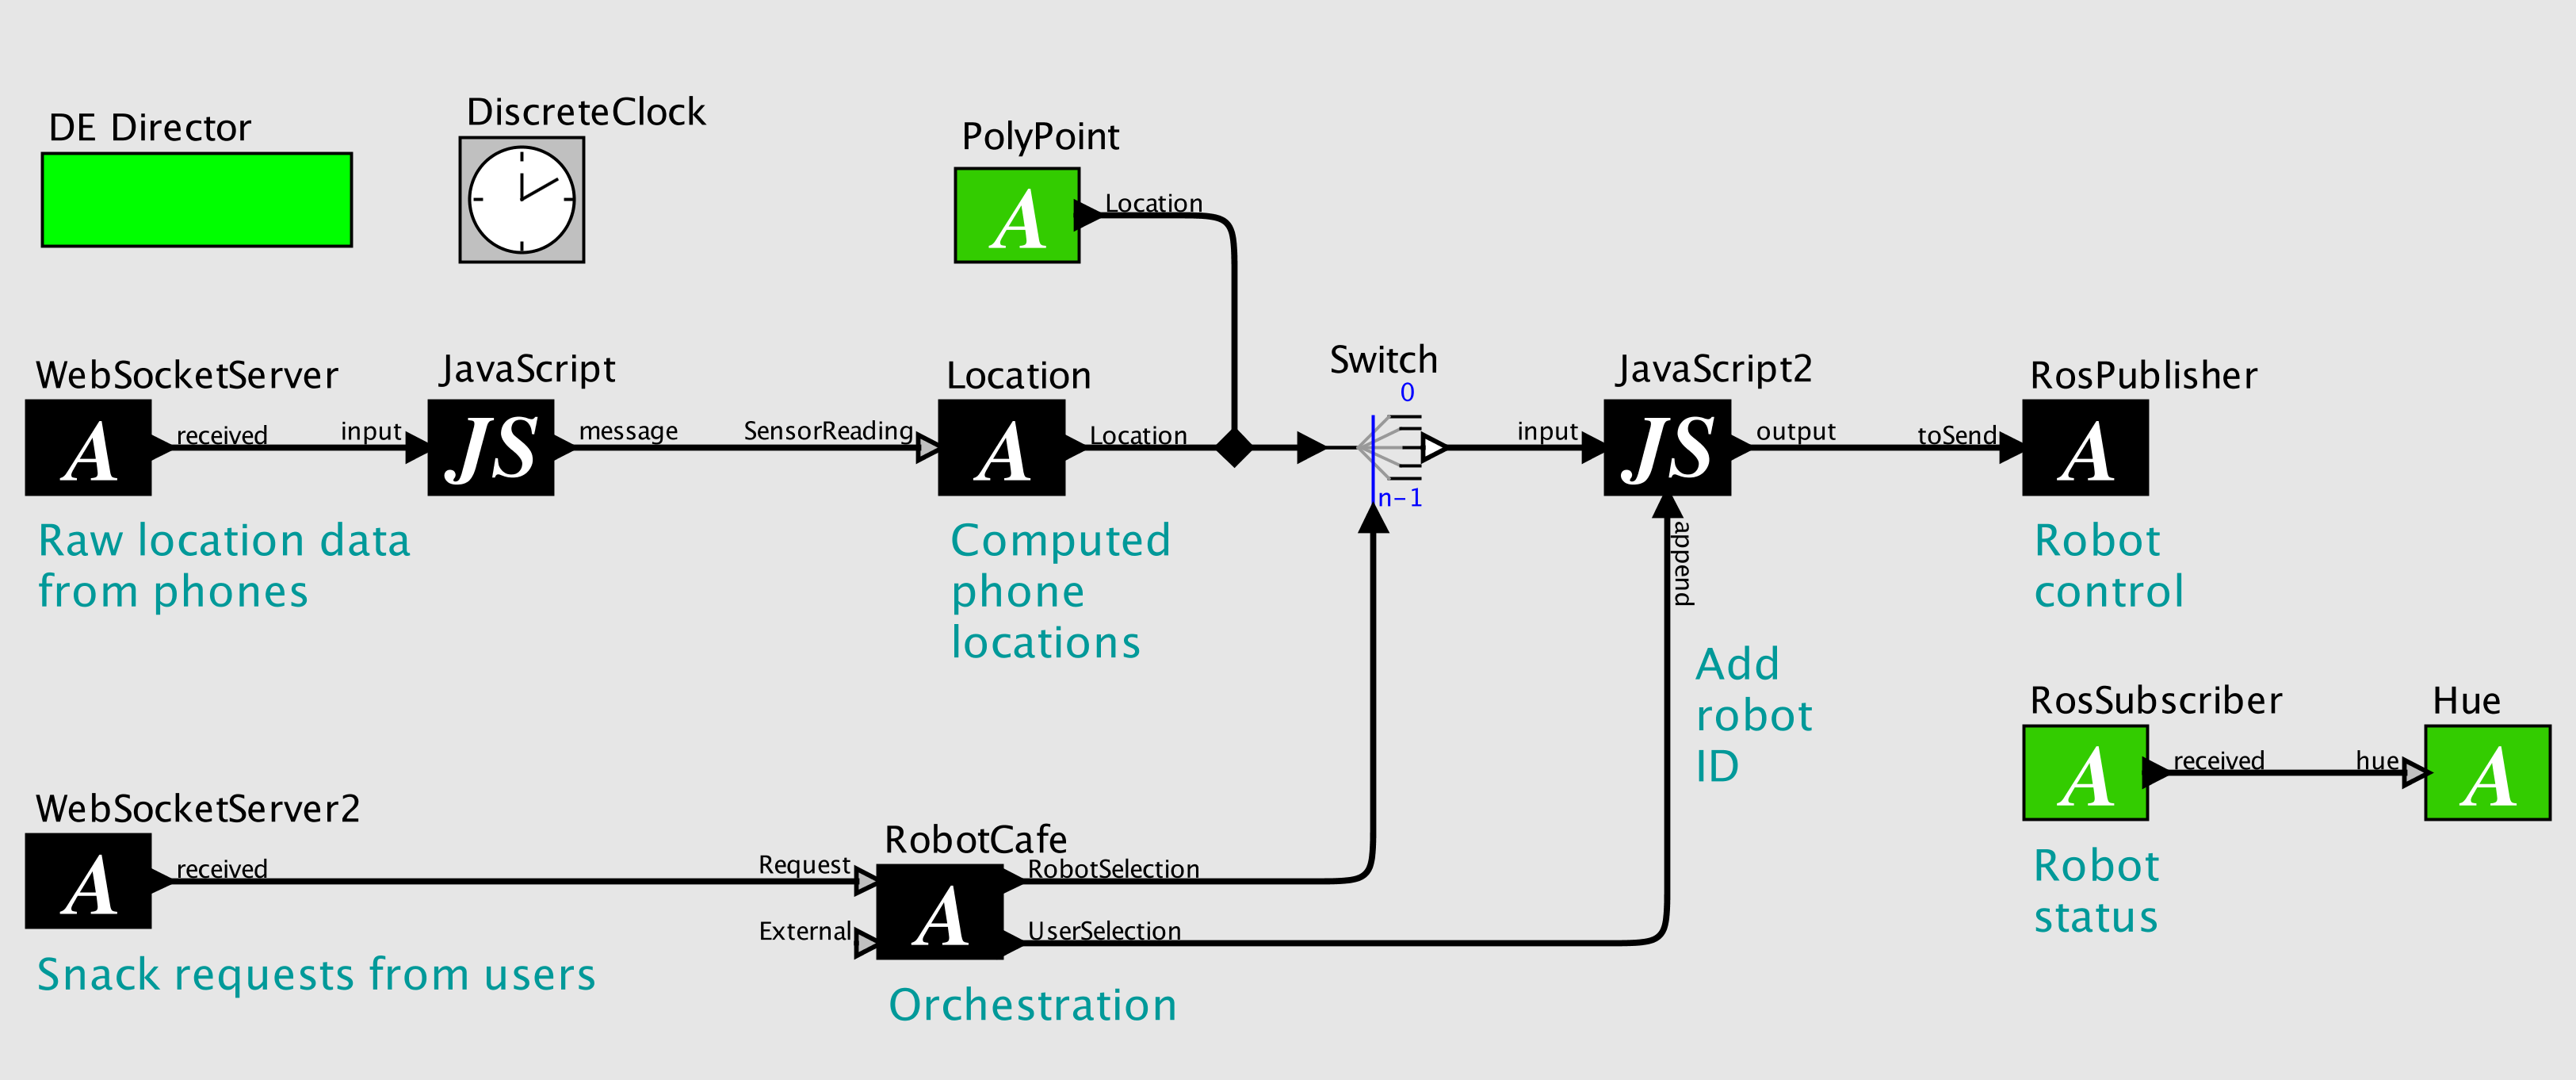 DE Director
DiscreteClock
PolyPoint
A
Location
WebSocketServer
A
received
input
JavaScript
JS
message
SensorReading
Location
A
Location
Switch
0
n-1
input
JavaScript2
JS
output
append
toSend
RosPublisher
A
Raw location data
from phones
Computed
phone
locations
Robot
control
Add
robot
ID
RosSubscriber
A
received
hue
Hue
A
Robot
status
WebSocketServer2
A
received
Snack requests from users
Request
External
RobotCafe
A
RobotSelection
UserSelection
Orchestration